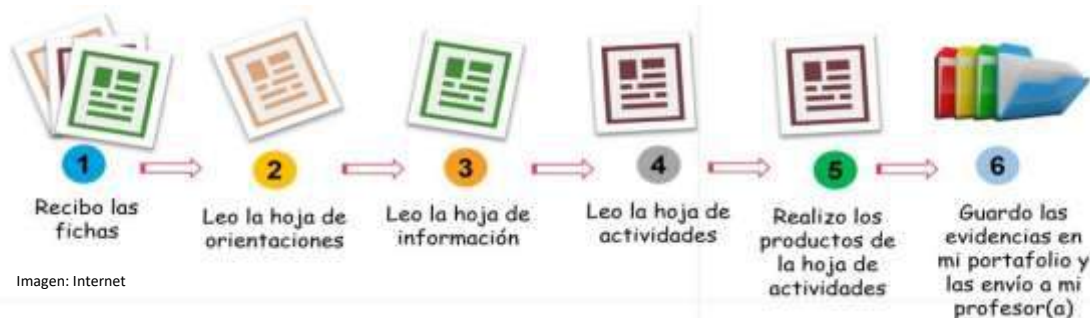 1
Recibo las
fichas
2
Leo la hoja de
orientaciones
3
Leo la hoja de
información
4
Leo la hoja de
actividades
5
Realizo los
productos de
la hoja de
actividades
6
Guardo las
evidencias en
mi portafolio y
las envío a mi
profesor(a)
Imagen: Internet